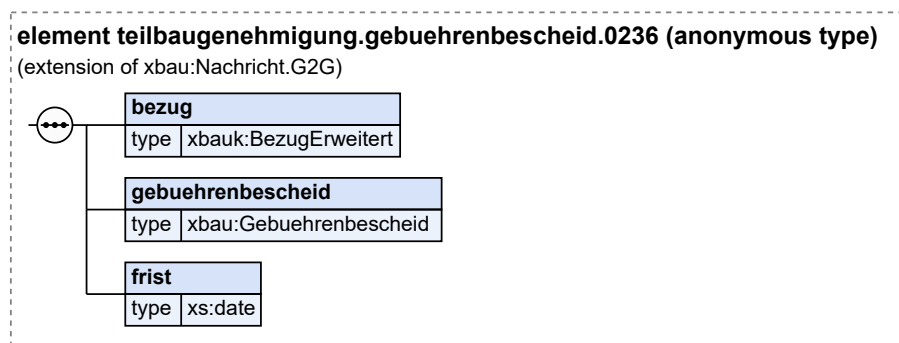 element teilbaugenehmigung.gebuehrenbescheid.0236 (anonymous type)
(extension of xbau:Nachricht.G2G)
bezug
type xbauk:BezugErweitert
gebuehrenbescheid
type xbau:Gebuehrenbescheid
frist
type xs:date